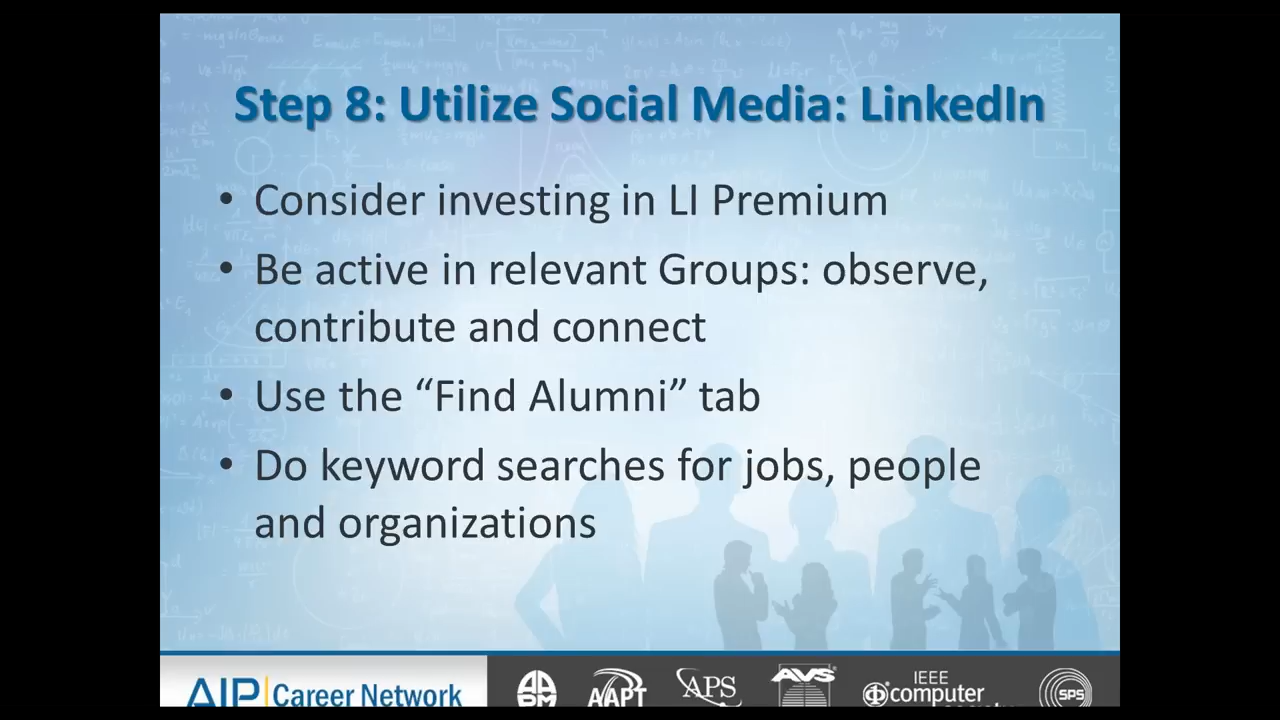 Step 8: Utilize Social Media: LinkedIn
• Consider investing in LI Premium
• Be active in relevant Groups: observe,
contribute and connect
• Use the “Find Alumni” tab
• Do keyword searches for jobs, people
and organizations
AIP | Career Network
AAPM
AAPT
APS
AVS
IEEE
computer
society
SPS